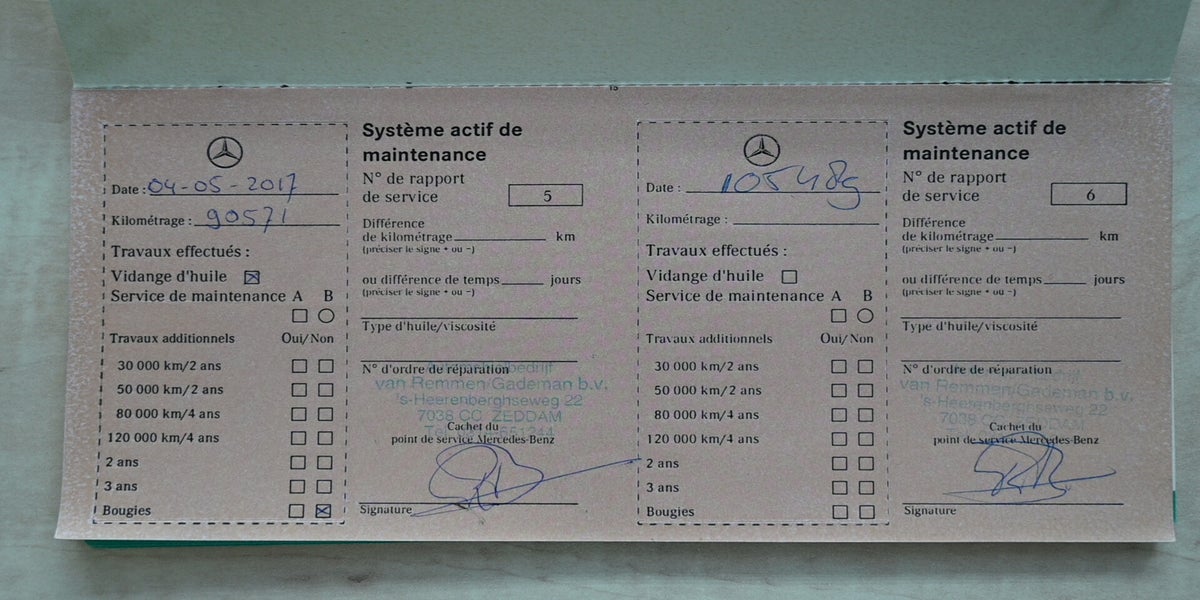 15
Date : 04-05-2017
Kilométrage : 90571
Travaux effectués :
Vidange d'huile
Service de maintenance A B
Travaux additionnels Oui/Non
30 000 km/2 ans
50 000 km/2 ans
80 000 km/4 ans
120 000 km/4 ans
2 ans
3 ans
Bougies
Système actif de
maintenance
N° de rapport
de service 5
Différence
de kilométrage km
(préciser le signe + ou -)
ou différence de temps jours
(préciser le signe + ou -)
Type d'huile/viscosité
N° d'ordre de réparation
van Remmen/Gademan b.v.
's-Heerenberghseweg 22
7038 CC ZEDDAM
Cachet du
point de service Mercedes-Benz
Signature
Date : 105489
Kilométrage :
Travaux effectués :
Vidange d'huile
Service de maintenance A B
Travaux additionnels Oui/Non
30 000 km/2 ans
50 000 km/2 ans
80 000 km/4 ans
120 000 km/4 ans
2 ans
3 ans
Bougies
Système actif de
maintenance
N° de rapport
de service 6
Différence
de kilométrage km
(préciser le signe + ou -)
ou différence de temps jours
(préciser le signe + ou -)
Type d'huile/viscosité
N° d'ordre de réparation
van Remmen/Gademan b.v.
's-Heerenberghseweg 22
7038 CC ZEDDAM
Cachet du
point de service Mercedes-Benz
Signature